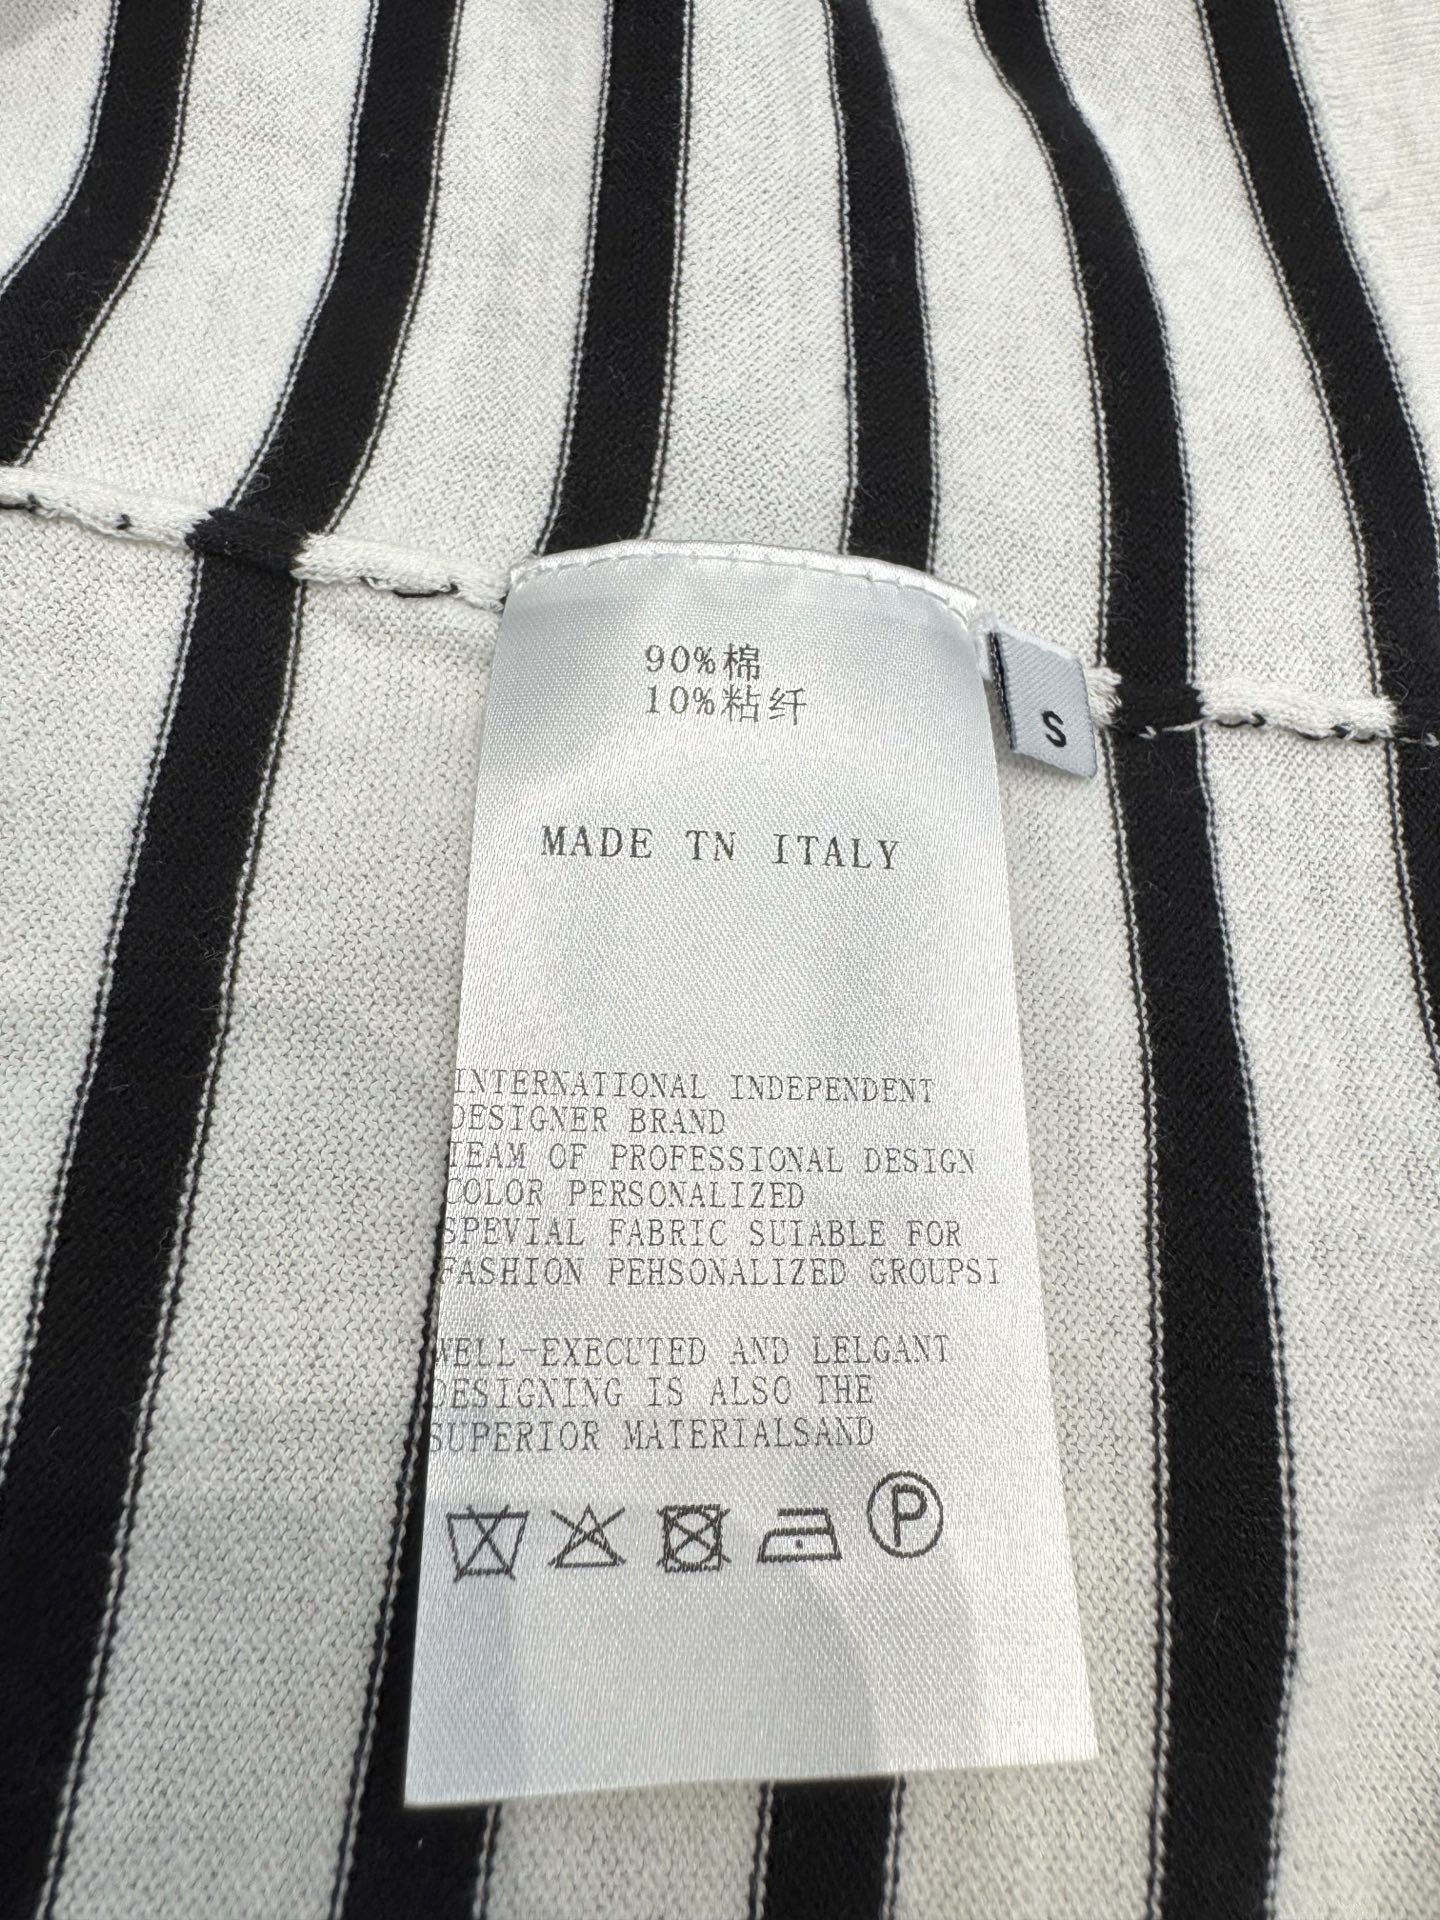 90%棉
10%粘纤
S
MADE TN ITALY
INTERNATIONAL INDEPENDENT
DESIGNER BRAND
TEAM OF PROFESSIONAL DESIGN
COLOR PERSONALIZED
SPEVIAL FABRIC SUIABLE FOR
FASHION PEHSONALIZED GROUPSI
WELL-EXECUTED AND LELGANT
DESIGNING IS ALSO THE
SUPERIOR MATERIALSAND
P